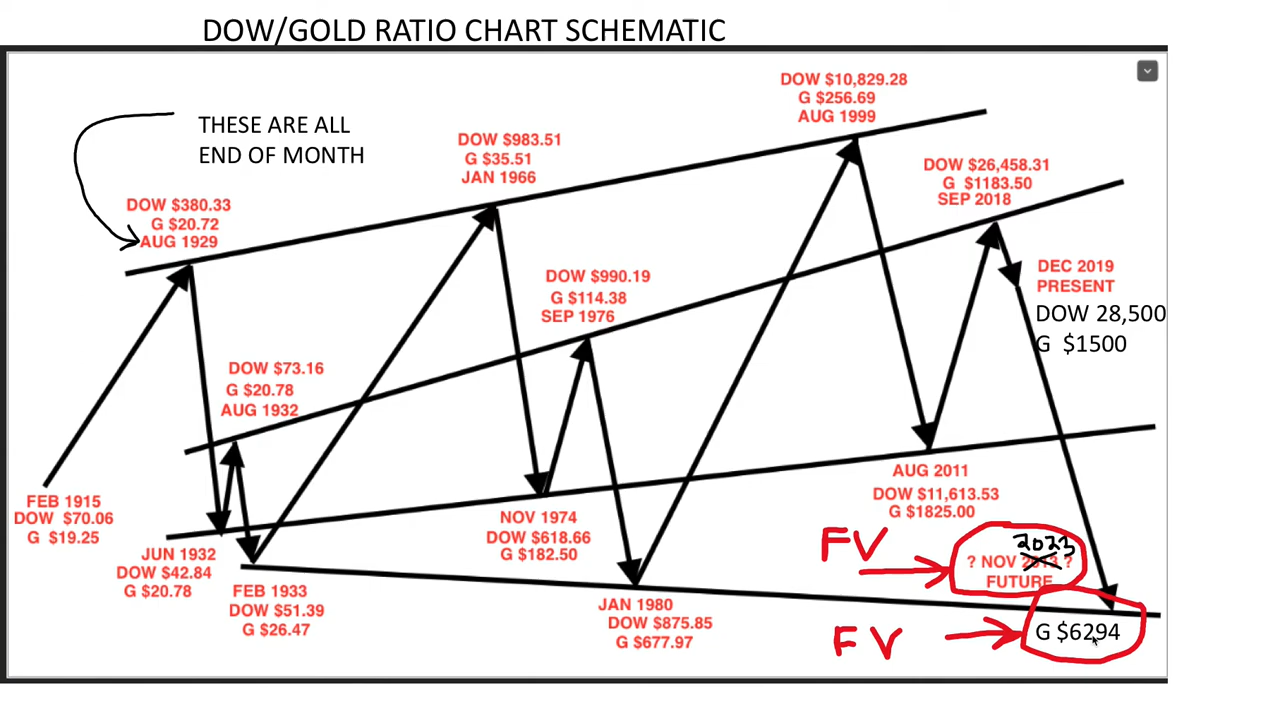 DOW/GOLD RATIO CHART SCHEMATIC
THESE ARE ALL
END OF MONTH
DOW $380.33
G $20.72
AUG 1929
DOW $983.51
G $35.51
JAN 1966
DOW $10,829.28
G $256.69
AUG 1999
DOW $26,458.31
G $1183.50
SEP 2018
DEC 2019
PRESENT
DOW 28,500
G $1500
DOW $990.19
G $114.38
SEP 1976
DOW $73.16
G $20.78
AUG 1932
FEB 1915
DOW $70.06
G $19.25
JUN 1932
DOW $42.84
G $20.78
FEB 1933
DOW $51.39
G $26.47
NOV 1974
DOW $618.66
G $182.50
JAN 1980
DOW $875.85
G $677.97
AUG 2011
DOW $11,613.53
G $1825.00
FV
2023
? NOV 2013 ?
FUTURE
FV
G $6294